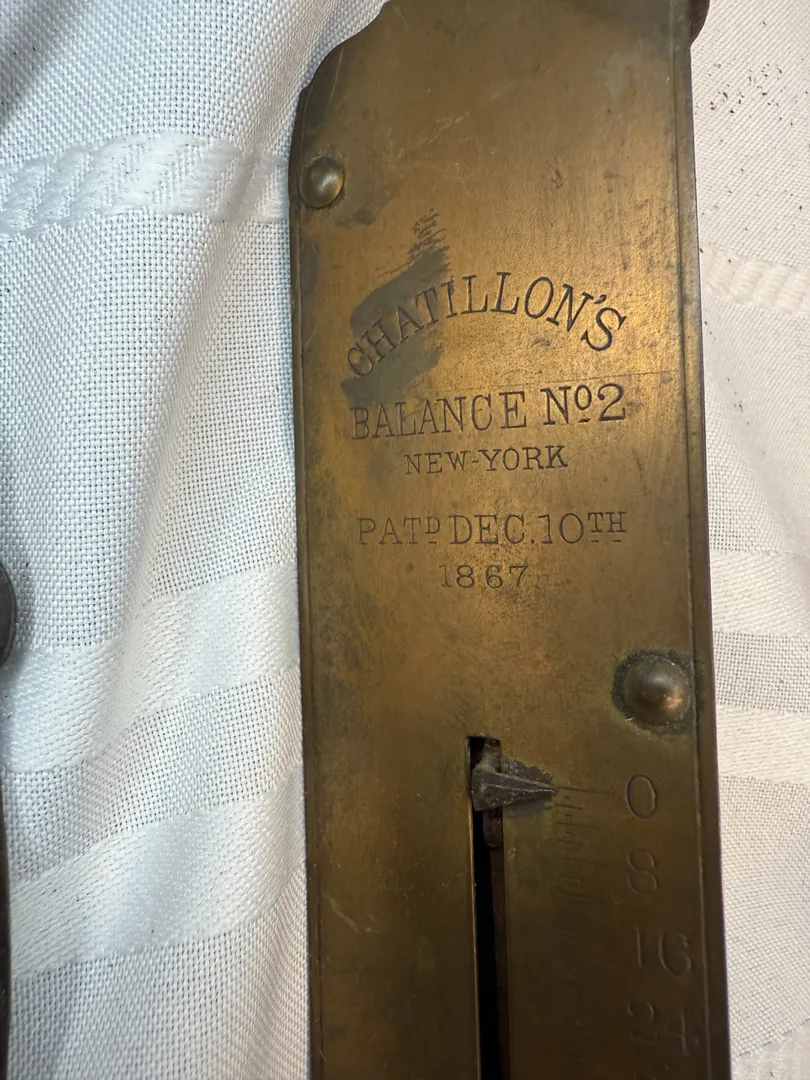 CHATILLON'S
BALANCE Nº2
NEW-YORK
PATᴰ DEC. 10ᵀᴴ
1867
0
8
16
24